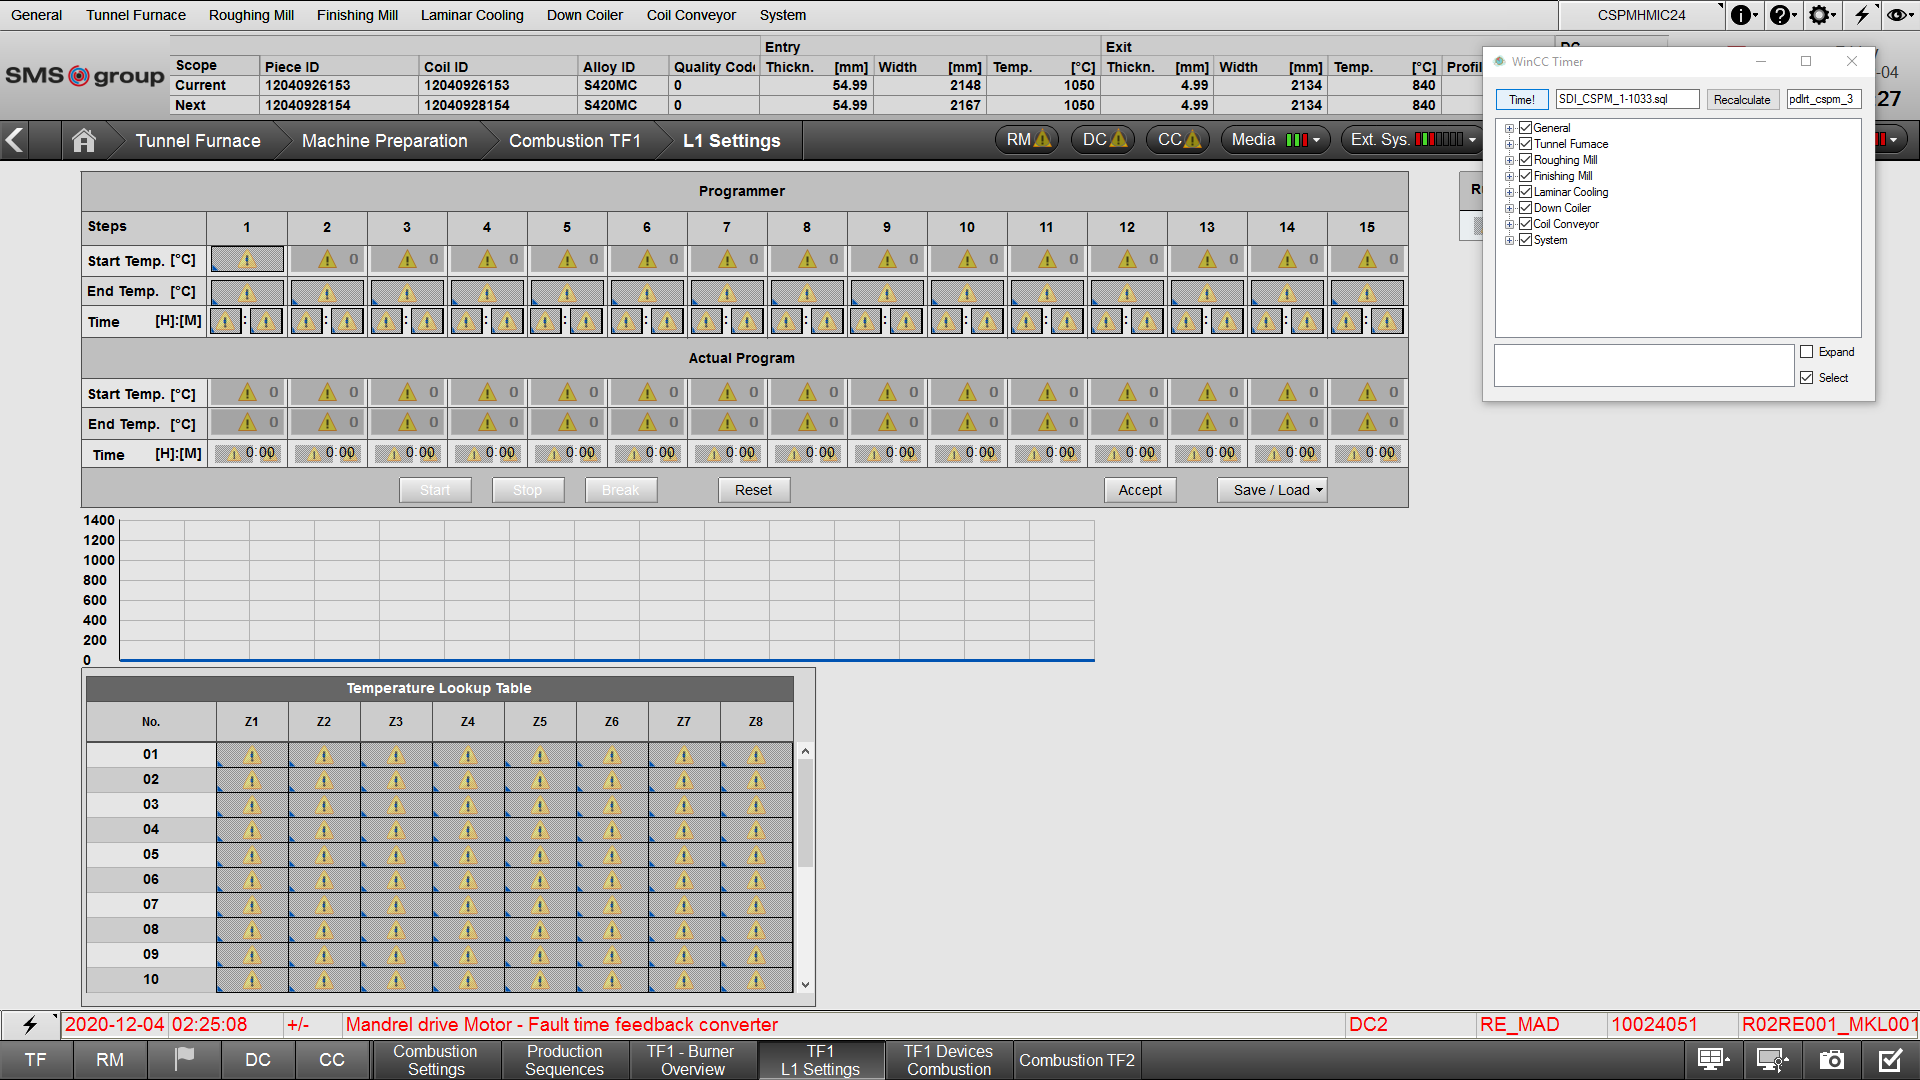 General Tunnel Furnace Roughing Mill Finishing Mill Laminar Cooling Down Coiler Coil Conveyor System CSPMHMIC24
Entry Exit
Scope Piece ID Coil ID Alloy ID Quality Code Thickn. [mm] Width [mm] Temp. [°C] Thickn. [mm] Width [mm] Temp. [°C]
Current 12040926153 12040926153 S420MC 0 54.99 2148 1050 4.99 2134 840
Next 12040928154 12040928154 S420MC 0 54.99 2167 1050 4.99 2134 840
SMS group
-04
27
Tunnel Furnace Machine Preparation Combustion TF1 L1 Settings RM DC CC Media Ext. Sys.
WinCC Timer
Time! SDI_CSPM_1-1033.sql Recalculate pdlrt_cspm_3
General
Tunnel Furnace
Roughing Mill
Finishing Mill
Laminar Cooling
Down Coiler
Coil Conveyor
System
Expand
Select
Programmer
Steps 1 2 3 4 5 6 7 8 9 10 11 12 13 14 15
Start Temp. [°C] 0 0 0 0 0 0 0 0 0 0 0 0 0 0
End Temp. [°C]
Time [H]:[M] : : : : : : : : : : : : : : :
Actual Program
Start Temp. [°C] 0 0 0 0 0 0 0 0 0 0 0 0 0 0 0
End Temp. [°C] 0 0 0 0 0 0 0 0 0 0 0 0 0 0 0
Time [H]:[M] 0:00 0:00 0:00 0:00 0:00 0:00 0:00 0:00 0:00 0:00 0:00 0:00 0:00 0:00 0:00
Start Stop Break Reset Accept Save / Load
1400
1200
1000
800
600
400
200
0
Temperature Lookup Table
No. Z1 Z2 Z3 Z4 Z5 Z6 Z7 Z8
01
02
03
04
05
06
07
08
09
10
2020-12-04 02:25:08 +/- Mandrel drive Motor - Fault time feedback converter DC2 RE_MAD 10024051 R02RE001_MKL001
TF RM DC CC Combustion Settings Production Sequences TF1 - Burner Overview TF1 L1 Settings TF1 Devices Combustion Combustion TF2